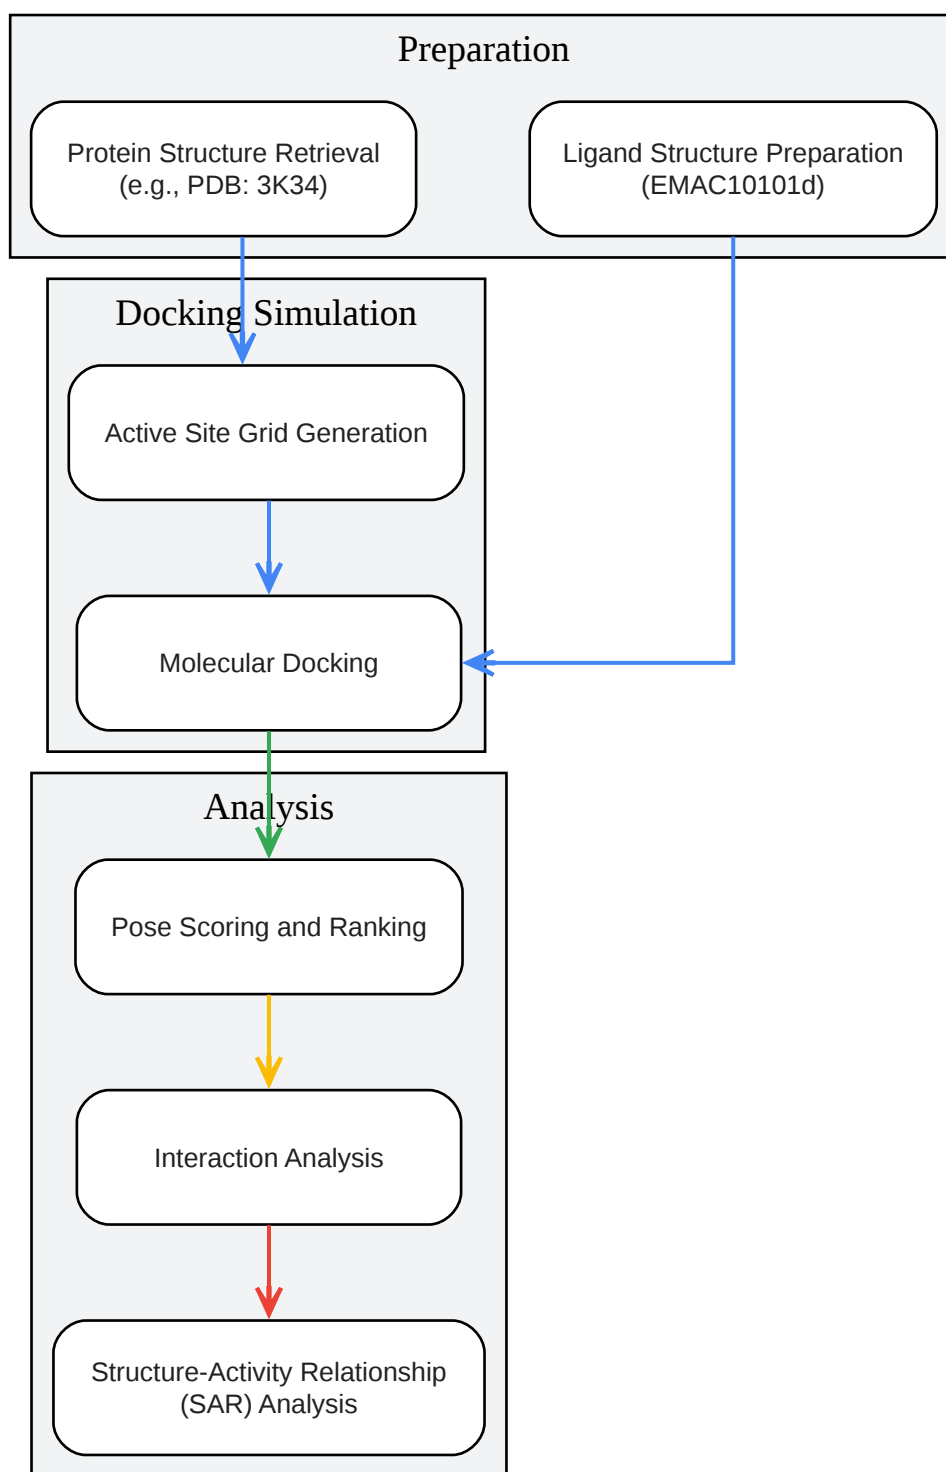 Preparation
Protein Structure Retrieval
(e.g., PDB: 3K34)
Ligand Structure Preparation
(EMAC10101d)
Docking Simulation
Active Site Grid Generation
Molecular Docking
Analysis
Pose Scoring and Ranking
Interaction Analysis
Structure-Activity Relationship
(SAR) Analysis